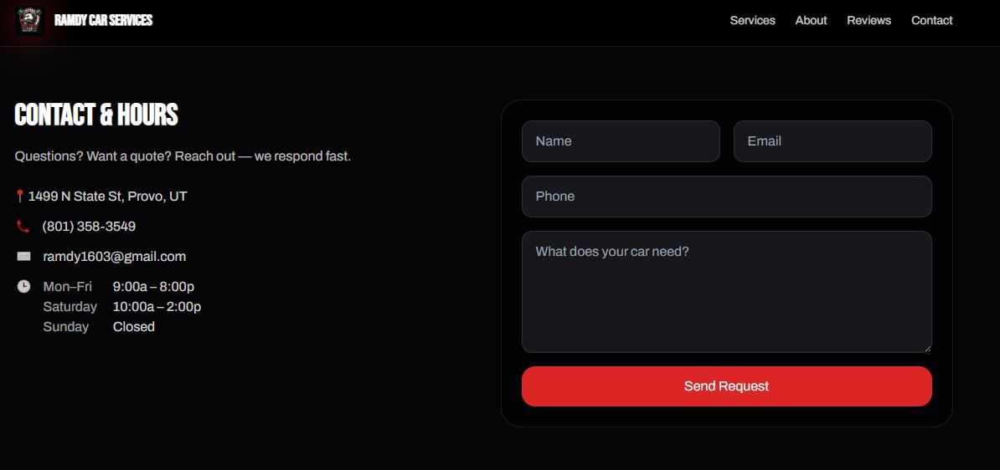 RAMDY CAR SERVICES
Services About Reviews Contact
CONTACT & HOURS
Questions? Want a quote? Reach out — we respond fast.
1499 N State St, Provo, UT
(801) 358-3549
ramdy1603@gmail.com
Mon–Fri 9:00a – 8:00p
Saturday 10:00a – 2:00p
Sunday Closed
Name
Email
Phone
What does your car need?
Send Request